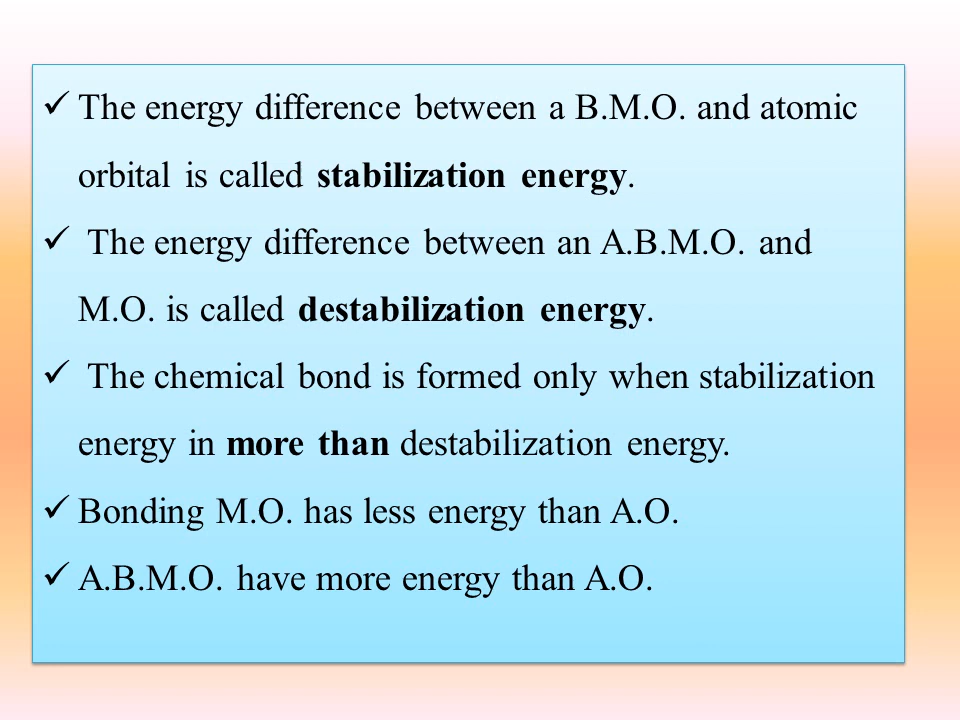 ✓ The energy difference between a B.M.O. and atomic
orbital is called stabilization energy.
✓ The energy difference between an A.B.M.O. and
M.O. is called destabilization energy.
✓ The chemical bond is formed only when stabilization
energy in more than destabilization energy.
✓ Bonding M.O. has less energy than A.O.
✓ A.B.M.O. have more energy than A.O.